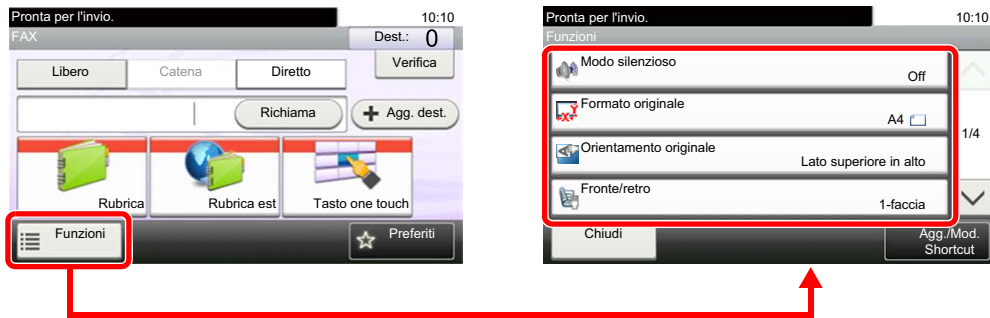 Pronta per l'invio.
10:10
FAX
Dest.: 0
Libero
Catena
Diretto
Verifica
Richiama
Agg. dest.
Rubrica
Rubrica est
Tasto one touch
Funzioni
Preferiti
Pronta per l'invio.
10:10
Funzioni
Modo silenzioso
Off
Formato originale
A4
1/4
Orientamento originale
Lato superiore in alto
Fronte/retro
1-faccia
Chiudi
Agg./Mod.
Shortcut